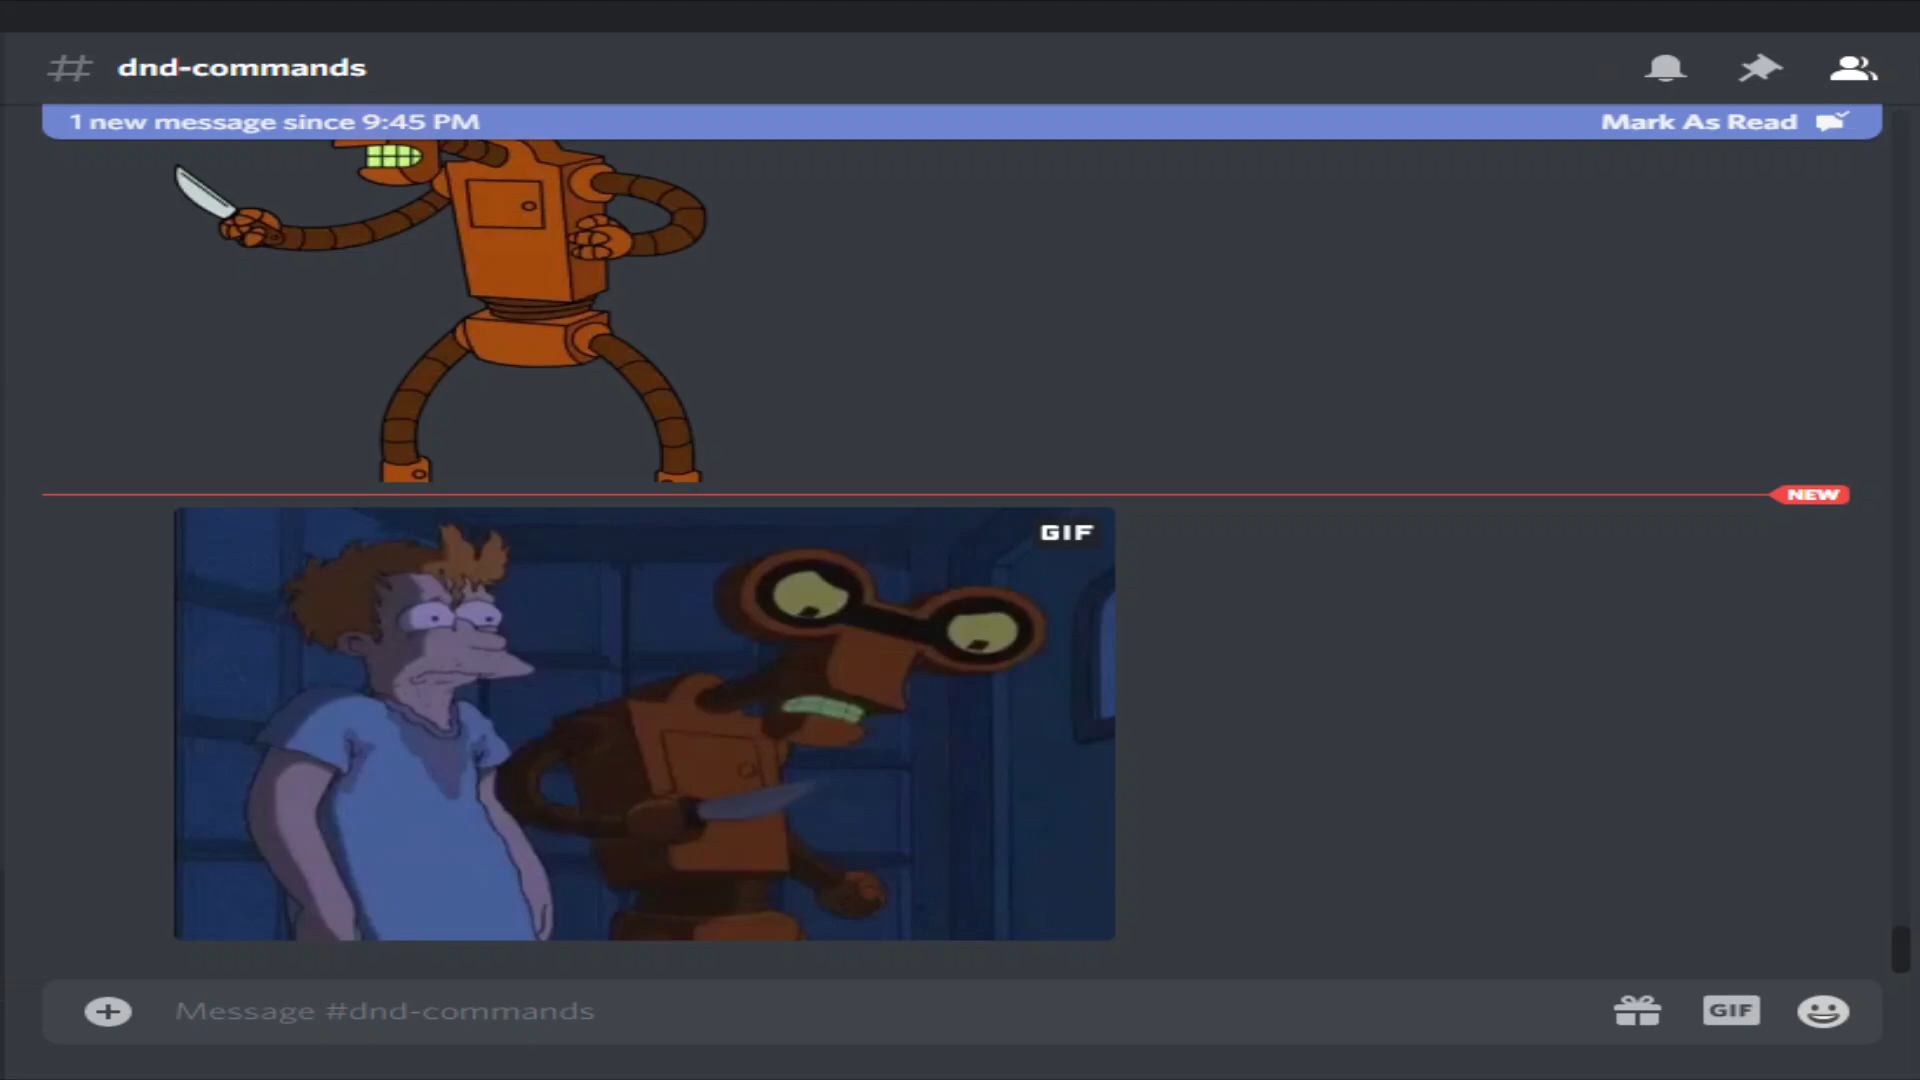 # dnd-commands
1 new message since 9:45 PM
Mark As Read
NEW
GIF
Message #dnd-commands
GIF